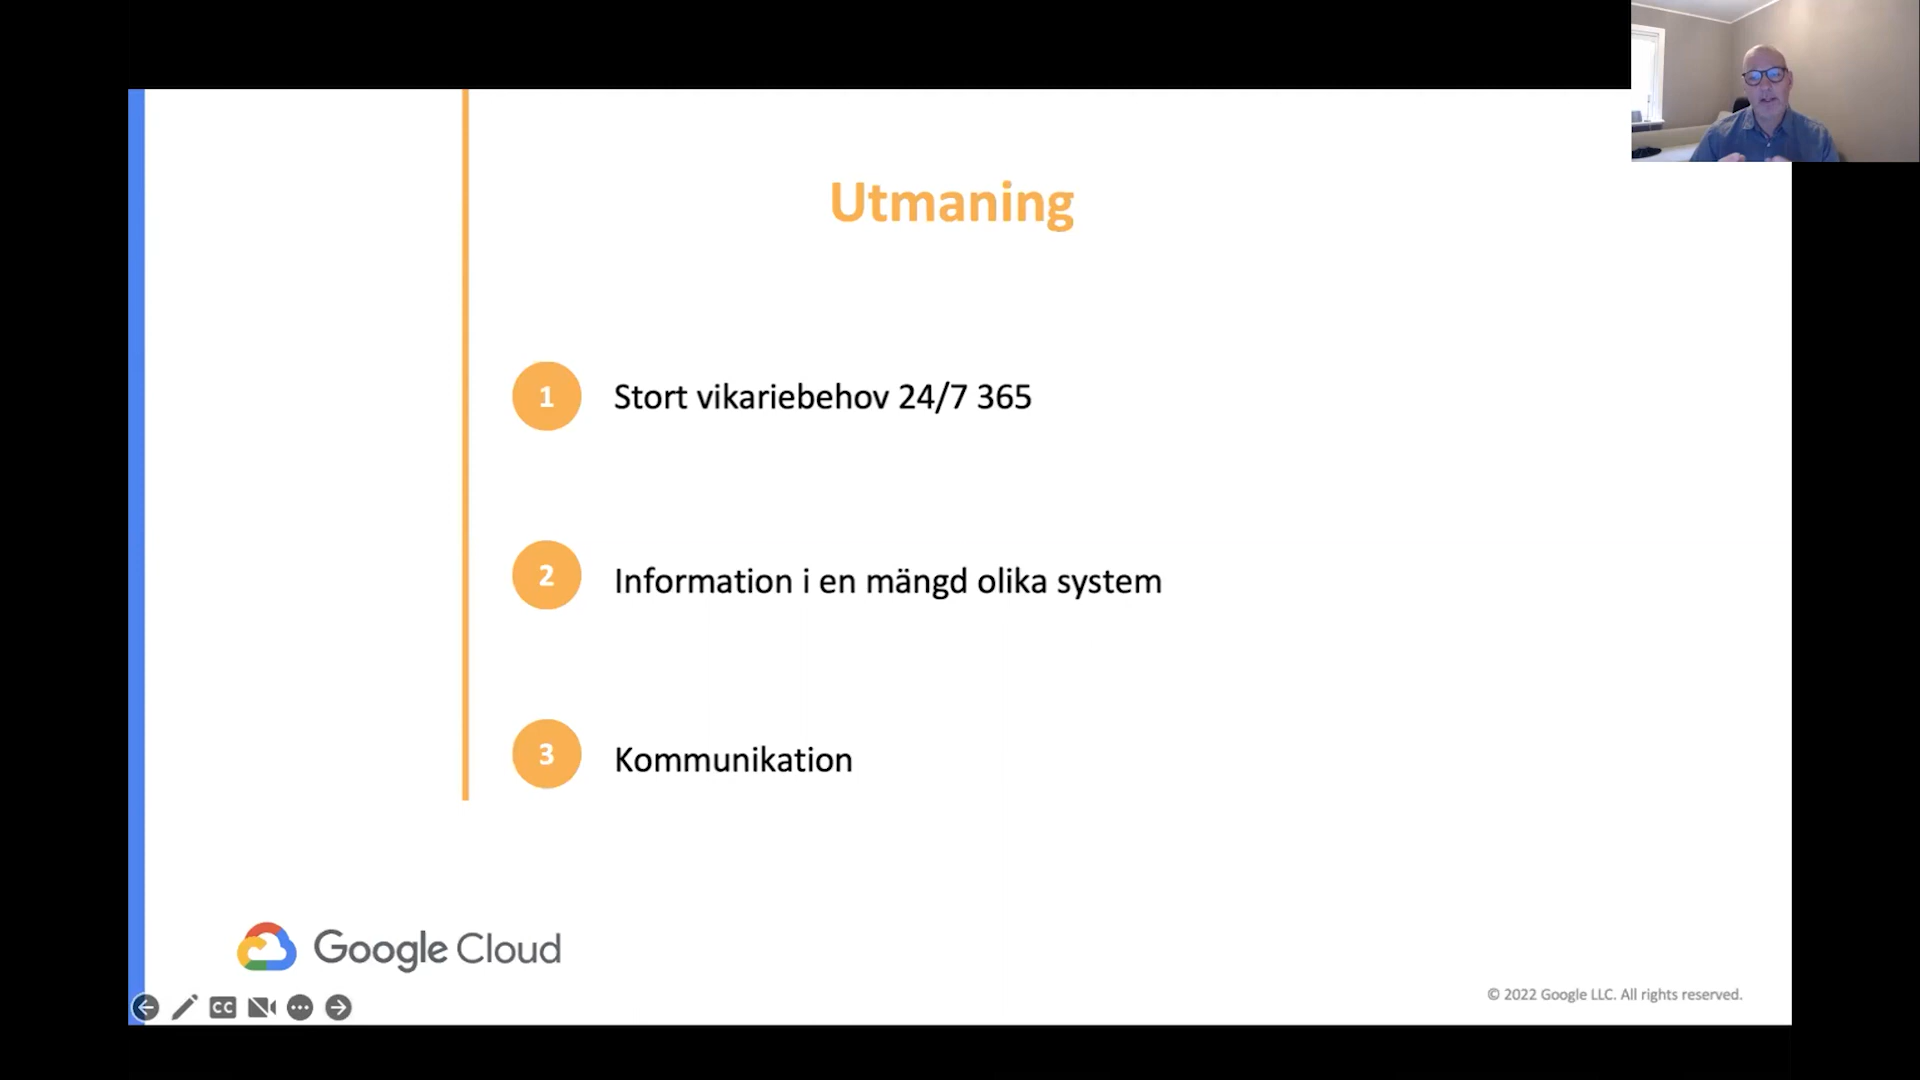 Utmaning
1 Stort vikariebehov 24/7 365
2 Information i en mängd olika system
3 Kommunikation
Google Cloud
CC
© 2022 Google LLC. All rights reserved.